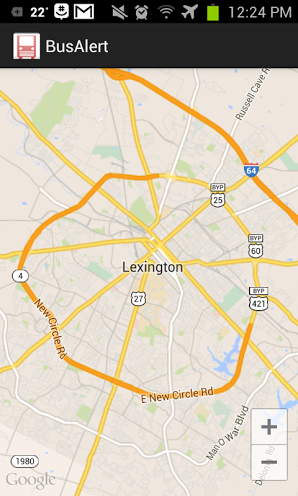 22° 12:24 PM
BusAlert
Russell Cave R
64
BYP
25
BYP
60
Lexington
4
27
BYP
421
New Circle Rd
E New Circle Rd
Man O War Blvd
+
1980
Google
−